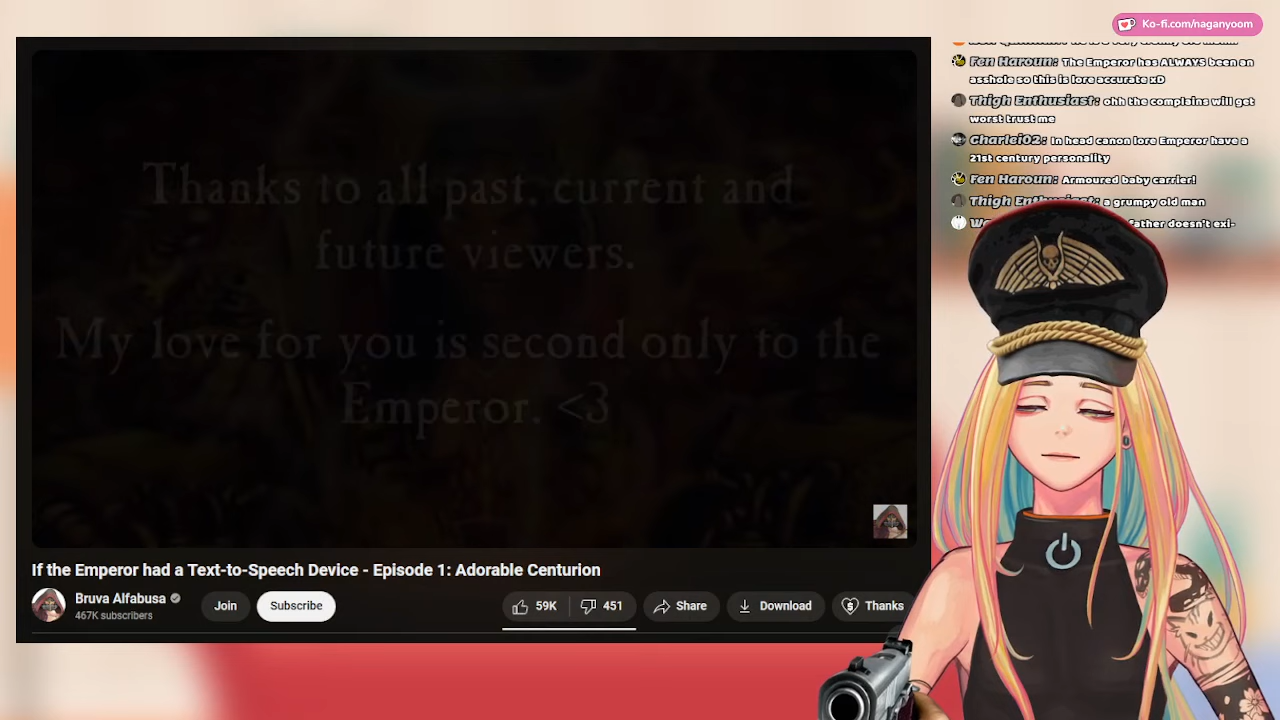 Ko-fi.com/naganyoom
Fen Haroun: The Emperor has ALWAYS been an
asshole so this is lore accurate xD
Thigh Enthusiast: ohh the complains will get
worst trust me
Charlei02: In head canon lore Emperor have a
21st century personality
Fen Haroun: Armoured baby carrier!
Thigh Enthusiast: a grumpy old man
father doesn't exi-
Thanks to all past, current and
future viewers.
My love for you is second only to the
Emperor. <3
If the Emperor had a Text-to-Speech Device - Episode 1: Adorable Centurion
Bruva Alfabusa
467K subscribers
Join
Subscribe
59K
451
Share
Download
Thanks